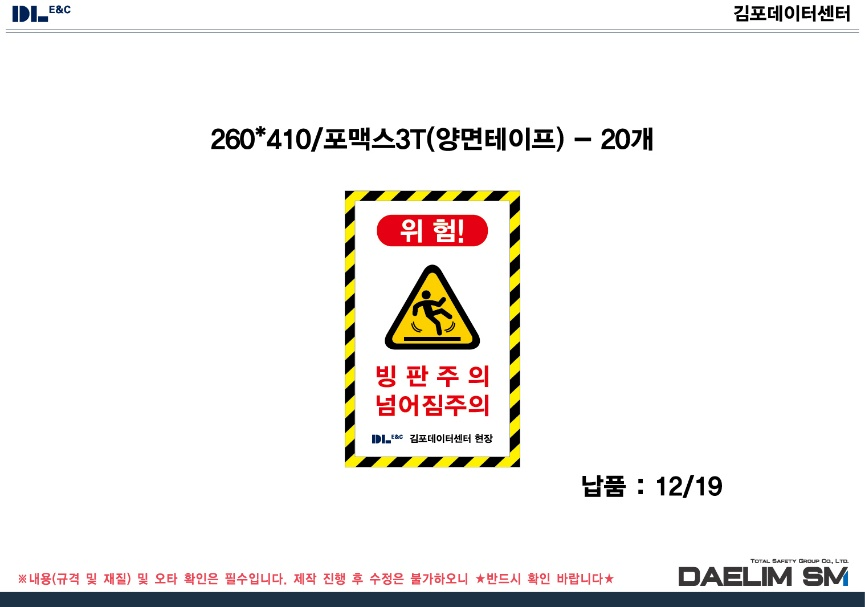 DL E&C
김포데이터센터
260*410/포맥스3T(양면테이프) - 20개
위 험!
빙 판 주 의
넘어짐주의
DL E&C 김포데이터센터 현장
납품 : 12/19
※내용(규격 및 재질) 및 오타 확인은 필수입니다. 제작 진행 후 수정은 불가하오니 ★반드시 확인 바랍니다★
TOTAL SAFETY GROUP CO., LTD.
DAELIM SM